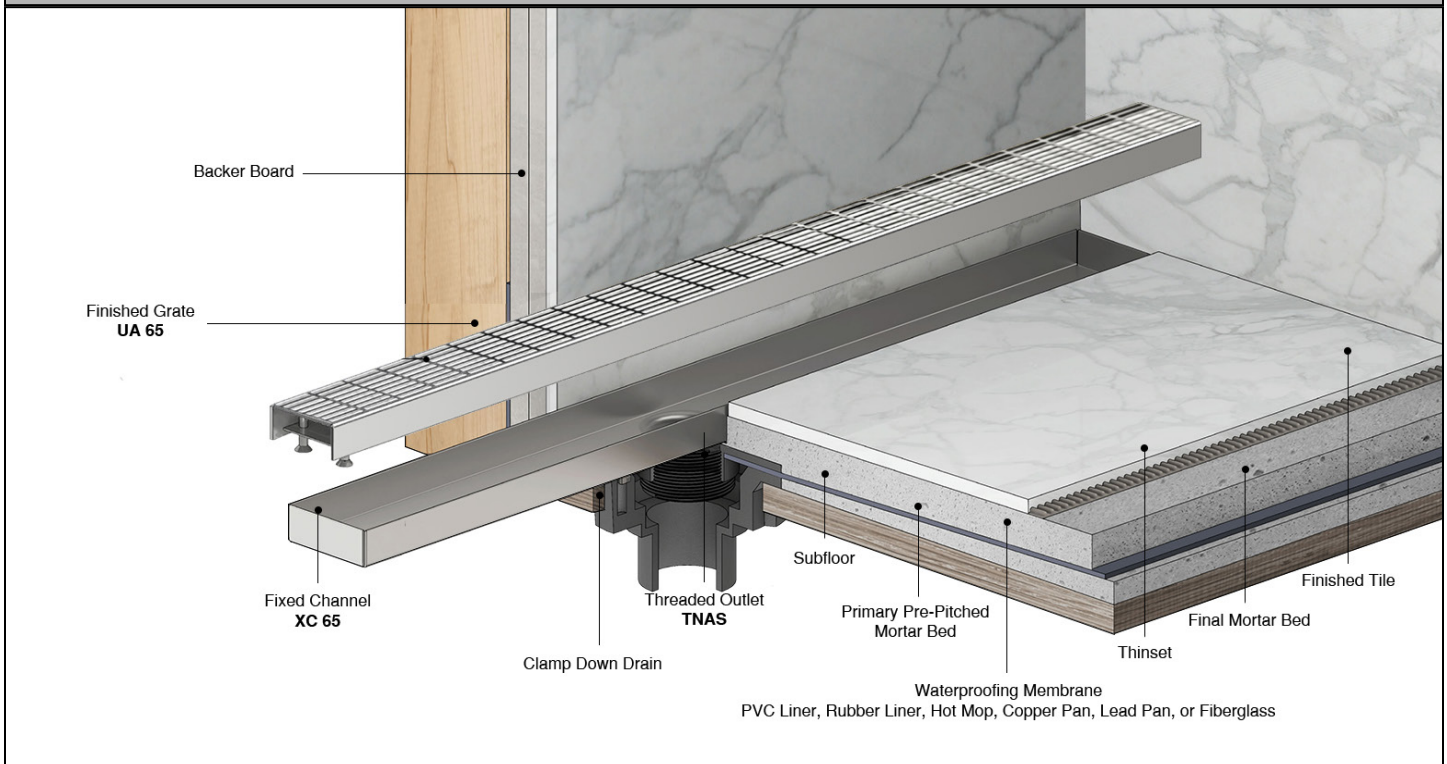 Backer Board
Finished Grate
UA 65
Fixed Channel
XC 65
Clamp Down Drain
Threaded Outlet
TNAS
Subfloor
Primary Pre-Pitched
Mortar Bed
Waterproofing Membrane
PVC Liner, Rubber Liner, Hot Mop, Copper Pan, Lead Pan, or Fiberglass
Thinset
Final Mortar Bed
Finished Tile